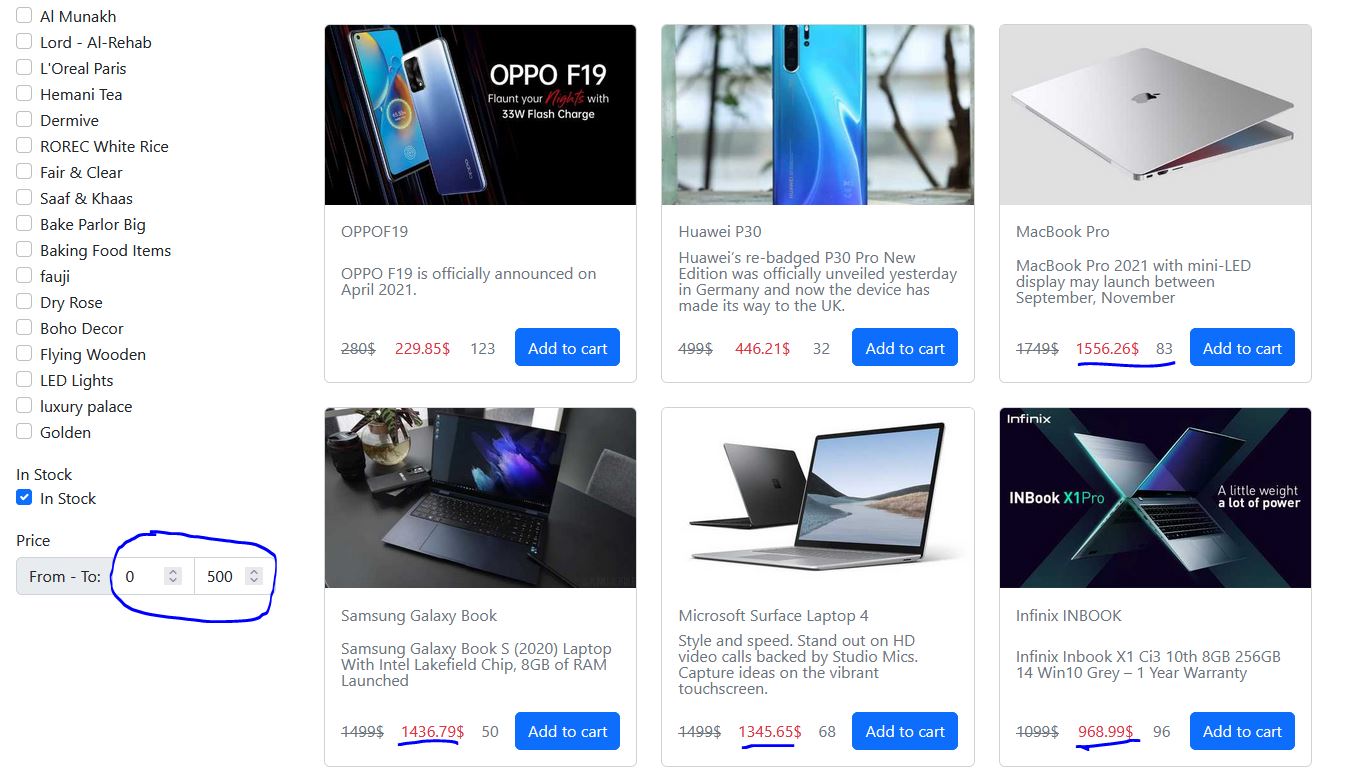 Al Munakh
Lord - Al-Rehab
L'Oreal Paris
Hemani Tea
Dermive
ROREC White Rice
Fair & Clear
Saaf & Khaas
Bake Parlor Big
Baking Food Items
fauji
Dry Rose
Boho Decor
Flying Wooden
LED Lights
luxury palace
Golden
In Stock
In Stock
Price
From - To: 0 500
OPPO F19
Flaunt your Nights with
33W Flash Charge
oppo
OPPOF19
OPPO F19 is officially announced on
April 2021.
280$ 229.85$ 123 Add to cart
HUAWEI P30
Huawei P30
Huawei’s re-badged P30 Pro New
Edition was officially unveiled yesterday
in Germany and now the device has
made its way to the UK.
499$ 446.21$ 32 Add to cart
MacBook Pro
MacBook Pro 2021 with mini-LED
display may launch between
September, November
1749$ 1556.26$ 83 Add to cart
Samsung Galaxy Book
Samsung Galaxy Book S (2020) Laptop
With Intel Lakefield Chip, 8GB of RAM
Launched
1499$ 1436.79$ 50 Add to cart
Microsoft Surface Laptop 4
Style and speed. Stand out on HD
video calls backed by Studio Mics.
Capture ideas on the vibrant
touchscreen.
1499$ 1345.65$ 68 Add to cart
Infinix
INBook X1Pro
A little weight
a lot of power
Infinix INBOOK
Infinix Inbook X1 Ci3 10th 8GB 256GB
14 Win10 Grey – 1 Year Warranty
1099$ 968.99$ 96 Add to cart